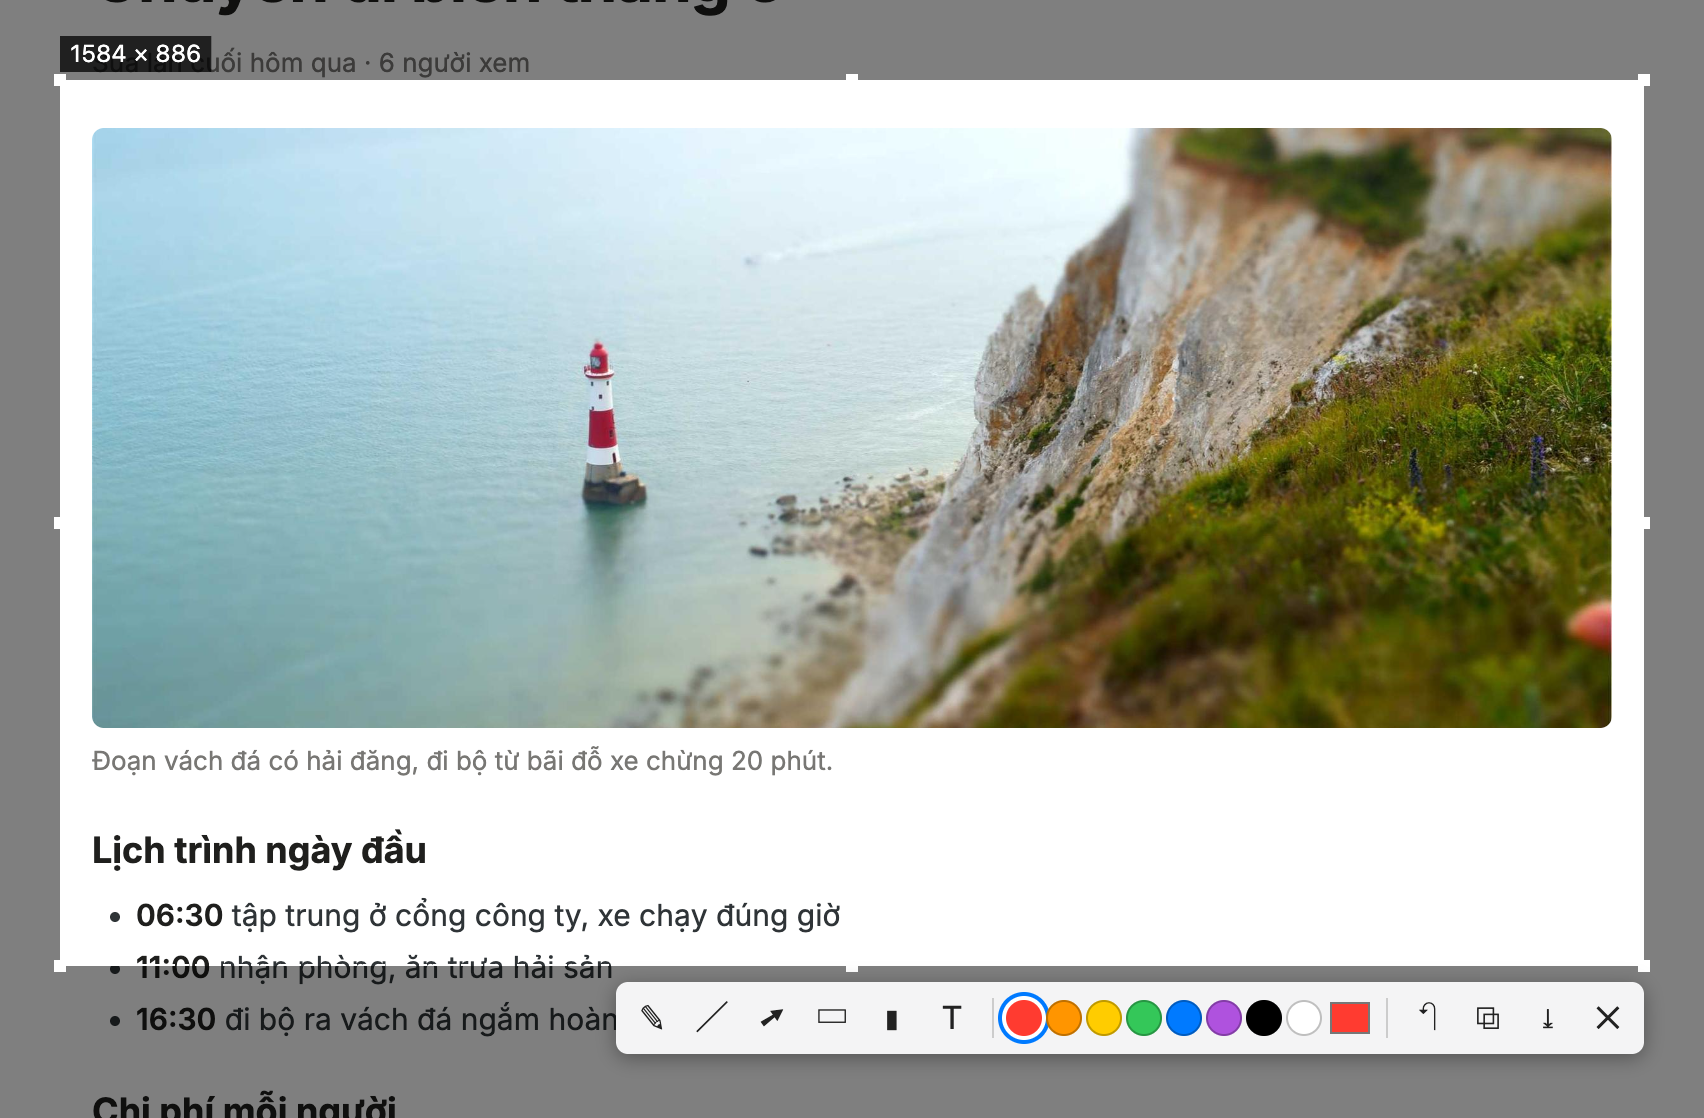 1584 × 886
cuối hôm qua · 6 người xem
Đoạn vách đá có hải đăng, đi bộ từ bãi đỗ xe chừng 20 phút.
Lịch trình ngày đầu
• 06:30 tập trung ở cổng công ty, xe chạy đúng giờ
• 11:00 nhận phòng, ăn trưa hải sản
• 16:30 đi bộ ra vách đá ngắm hoàn
T
Chi phí mỗi người